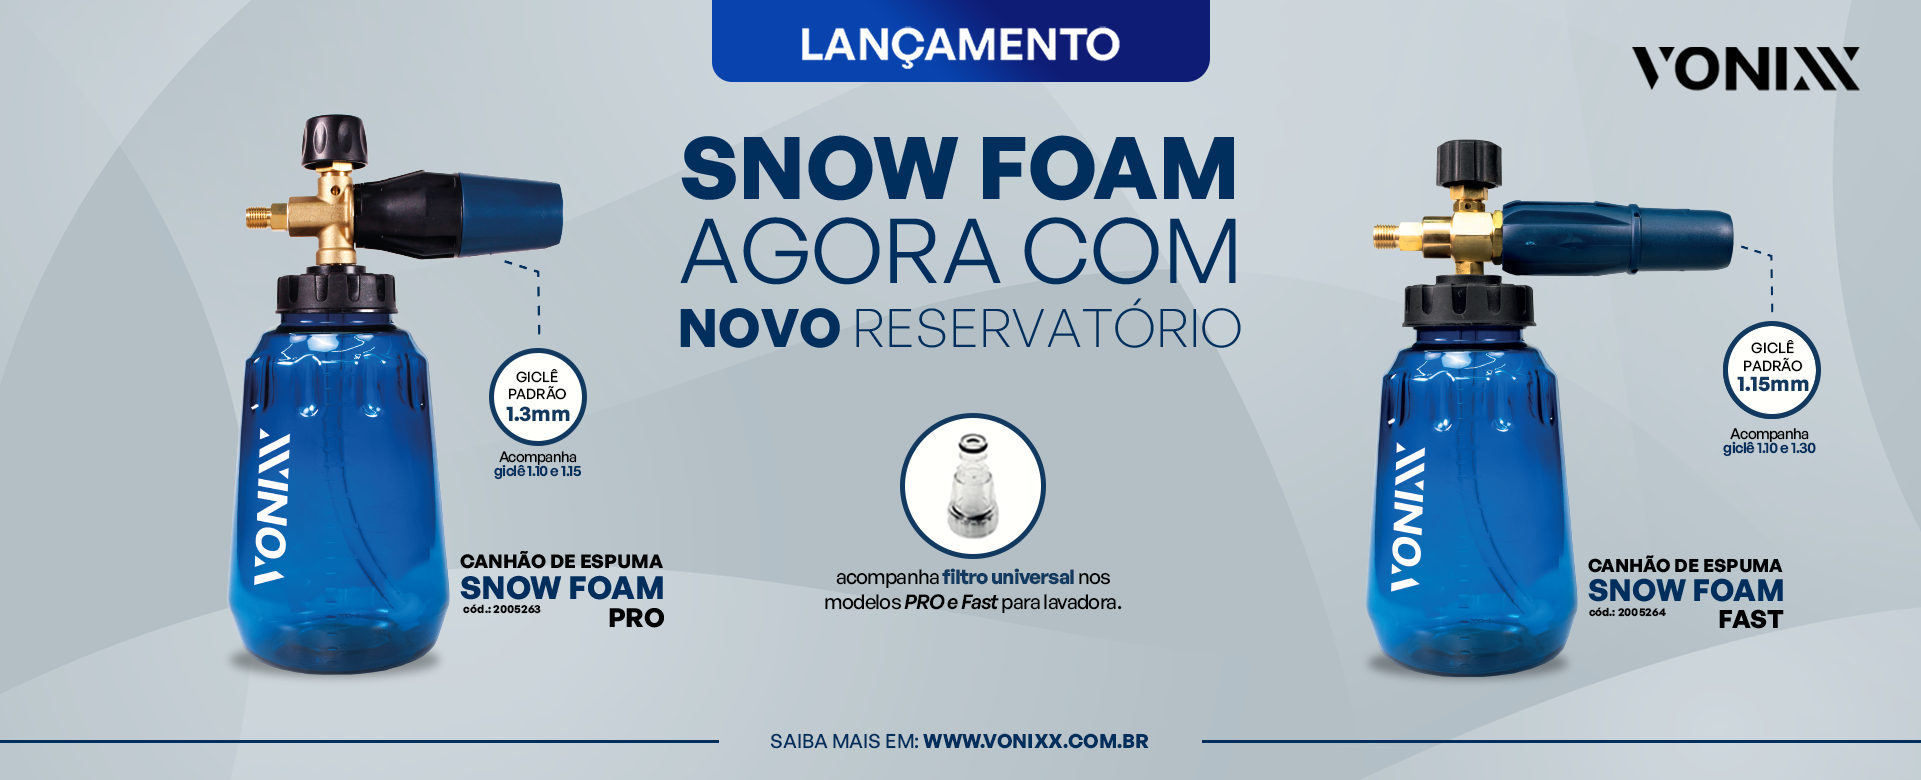 LANÇAMENTO
VONIXX
SNOW FOAM
AGORA COM
NOVO RESERVATÓRIO
GICLÊ
PADRÃO
1.3mm
Acompanha
giclê 1.10 e 1.15
VONIXX
CANHÃO DE ESPUMA
SNOW FOAM
cód.: 2005263
PRO
acompanha filtro universal nos
modelos PRO e Fast para lavadora.
GICLÊ
PADRÃO
1.15mm
Acompanha
giclê 1.10 e 1.30
VONIXX
CANHÃO DE ESPUMA
SNOW FOAM
cód.: 2005264
FAST
SAIBA MAIS EM: WWW.VONIXX.COM.BR